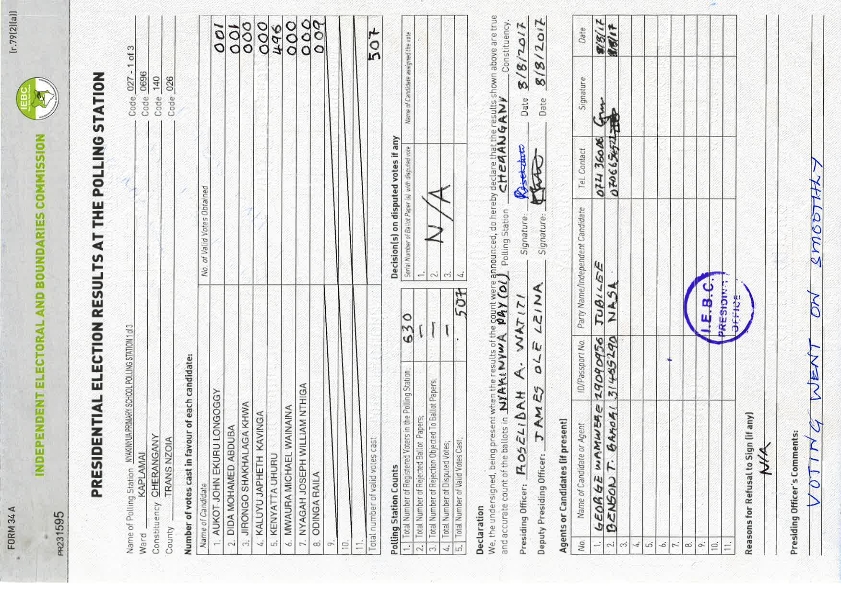 FORM 34 A
[r.79(2)(a)]
IEBC
INDEPENDENT ELECTORAL AND BOUNDARIES COMMISSION
PR231595
PRESIDENTIAL ELECTION RESULTS AT THE POLLING STATION
Name of Polling Station NYAKINUA PRIMARY SCHOOL POLLING STATION 1 of 3 Code 027 - 1 of 3
Ward KAPLAMAI Code 0696
Constituency CHERANGANY Code 140
County TRANS NZOIA Code 026
Number of votes cast in favour of each candidate:
Name of Candidate No. of Valid Votes Obtained
1. AUKOT JOHN EKURU LONGOGGY 001
2. DIDA MOHAMED ABDUBA 001
3. JIRONGO SHAKHALAGA KHWA 000
4. KALUYU JAPHETH KAVINGA 000
5. KENYATTA UHURU 496
6. MWAURA MICHAEL WAINAINA 000
7. NYAGAH JOSEPH WILLIAM NTHIGA 000
8. ODINGA RAILA 009
9.
10.
11.
Total number of valid votes cast 507
Polling Station Counts
1. Total Number of Registered Voters in the Polling Station 630
2. Total Number of Rejected Ballot Papers; —
3. Total Number of Rejection Objected To Ballot Papers; —
4. Total Number of Disputed Votes; —
5. Total Number of Valid Votes Cast; 507
Decision(s) on disputed votes if any
Serial Number of Ballot Paper (s) with disputed vote Name of Candidate assigned the vote
1.
2. N/A
3.
4.
Declaration
We, the undersigned, being present when the results of the count were announced, do hereby declare that the results shown above are true
and accurate count of the ballots in NYAKINYWA PRY (01) Polling Station CHERANGANY Constituency.
Presiding Officer: ROSELIDAH A. WATITI Signature: Date 8/8/2017
Deputy Presiding Officer: JAMES OLE LEINA Signature: Date 8/8/2017
Agents or Candidates (if present)
No. Name of Candidate or Agent ID/Passport No. Party Name/Independent Candidate Tel. Contact Signature Date
1. GEORGE WAMWERE 29090956 JUBILEE 8/8/17
2. BENSON T. 31485290 NASA 8/8/17
3.
4.
5.
6.
7.
8.
9.
10.
11.
I.E.B.C.
PRESIDING
OFFICE
Reasons for Refusal to Sign (if any)
N/A
Presiding Officer's Comments:
VOTING WENT ON SMOOTHLY